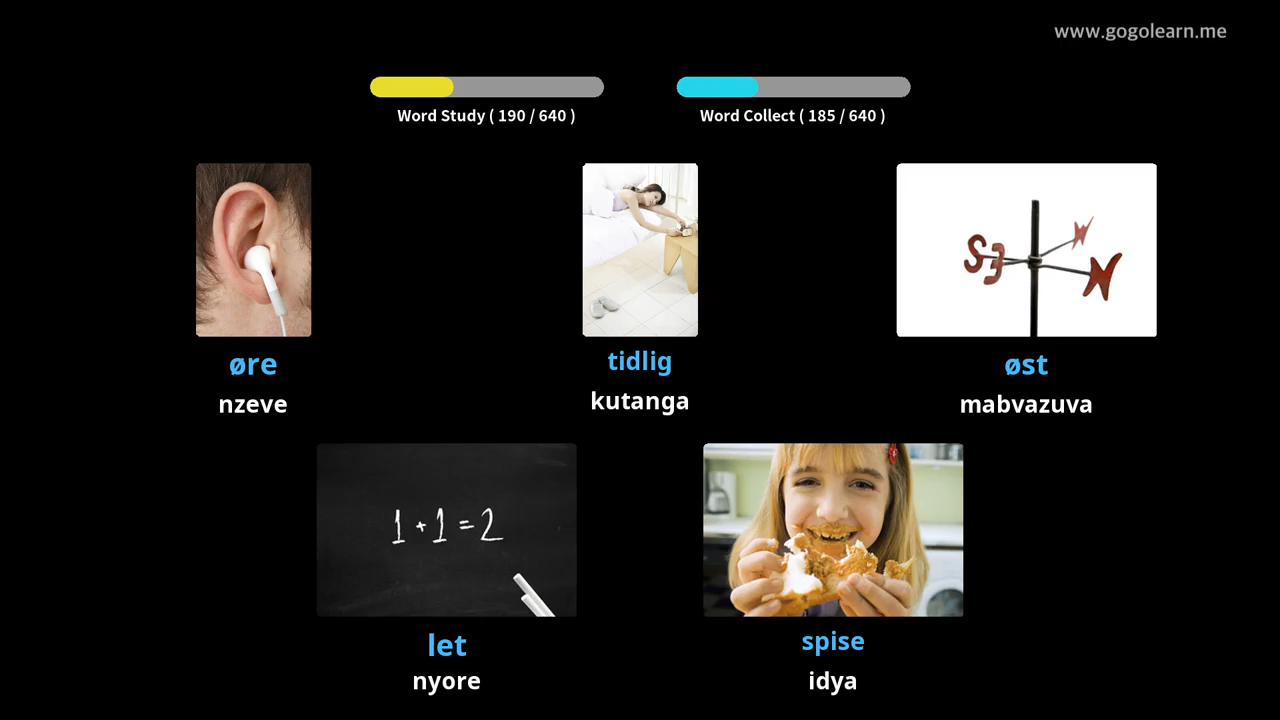 www.gogolearn.me
Word Study ( 190 / 640 )
Word Collect ( 185 / 640 )
øre
nzeve
tidlig
kutanga
S
E
W
N
øst
mabvazuva
1 + 1 = 2
let
nyore
spise
idya